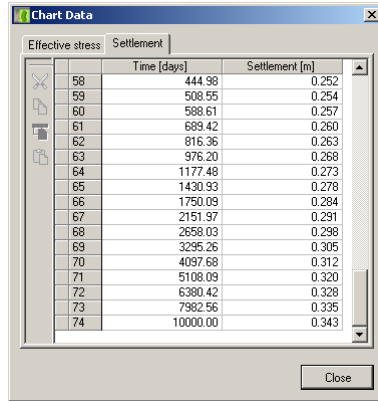 Chart Data
Effective stress Settlement
Time [days] Settlement [m]
58 444.98 0.252
59 508.55 0.254
60 588.61 0.257
61 689.42 0.260
62 816.36 0.263
63 976.20 0.268
64 1177.48 0.273
65 1430.93 0.278
66 1750.09 0.284
67 2151.97 0.291
68 2658.03 0.298
69 3295.26 0.305
70 4097.68 0.312
71 5108.09 0.320
72 6380.42 0.328
73 7982.56 0.335
74 10000.00 0.343
Close